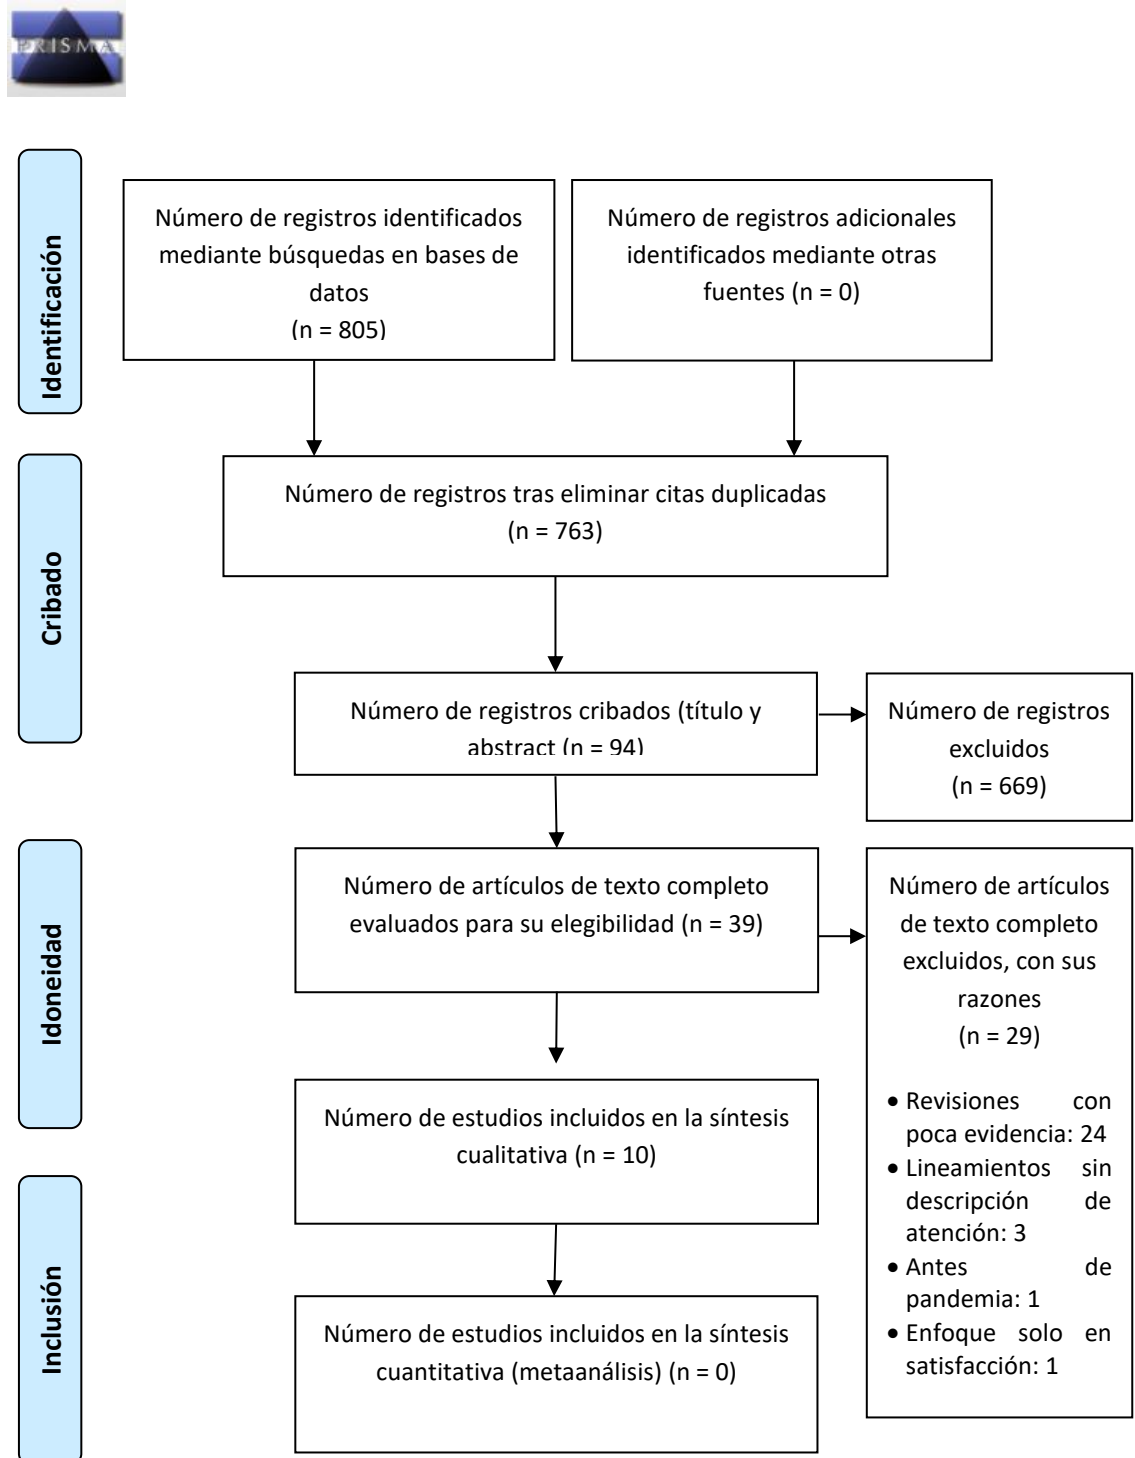 PRISMA
Identificación
Número de registros identificados
mediante búsquedas en bases de
datos
(n = 805)
Número de registros adicionales
identificados mediante otras
fuentes (n = 0)
Cribado
Número de registros tras eliminar citas duplicadas
(n = 763)
Número de registros cribados (título y
abstract (n = 94)
Número de registros
excluidos
(n = 669)
Idoneidad
Número de artículos de texto completo
evaluados para su elegibilidad (n = 39)
Número de artículos
de texto completo
excluidos, con sus
razones
(n = 29)
• Revisiones con
poca evidencia: 24
• Lineamientos sin
descripción de
atención: 3
• Antes de
pandemia: 1
• Enfoque solo en
satisfacción: 1
Número de estudios incluidos en la síntesis
cualitativa (n = 10)
Inclusión
Número de estudios incluidos en la síntesis
cuantitativa (metaanálisis) (n = 0)